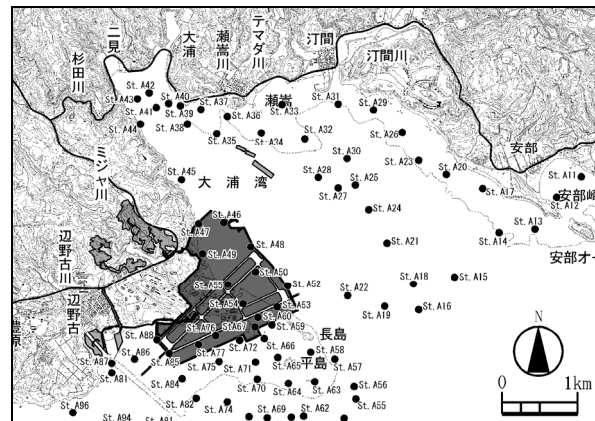 二見
大浦
瀬嵩川
テマダ川
汀間
汀間川
杉田川
瀬嵩
安部
ミジャ川
大浦湾
安部崎
安部オー
辺野古川
辺野古
豊原
長島
平島
N
0 1km
St. A42
St. A43
St. A40
St. A37
St. A41
St. A39
St. A36
St. A44
St. A38
St. A35
St. A34
St. A33
St. A31
St. A29
St. A32
St. A26
St. A30
St. A23
St. A20
St. A28
St. A25
St. A27
St. A17
St. A11
St. A12
St. A45
St. A24
St. A13
St. A14
St. A46
St. A47
St. A48
St. A21
St. A49
St. A50
St. A18
St. A15
St. A55
St. A52
St. A22
St. A54
St. A53
St. A19
St. A16
St. A60
St. A59
St. A76
St. A67
St. A88
St. A77
St. A72
St. A66
St. A58
St. A86
St. A85
St. A75
St. A71
St. A65
St. A57
St. A87
St. A81
St. A84
St. A70
St. A64
St. A63
St. A56
St. A82
St. A74
St. A55
St. A96
St. A94
St. A81
St. A69
St. A62